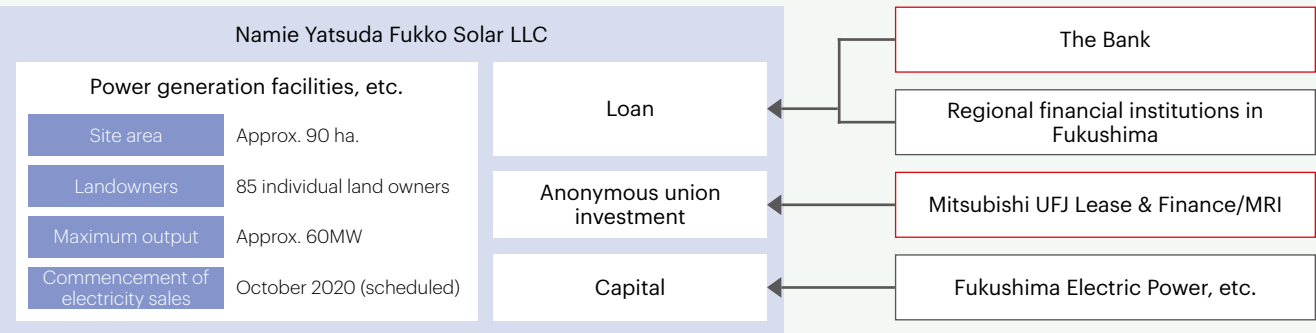 Namie Yatsuda Fukko Solar LLC
Power generation facilities, etc.
Site area
Approx. 90 ha.
Landowners
85 individual land owners
Maximum output
Approx. 60MW
Commencement of
electricity sales
October 2020 (scheduled)
Loan
Anonymous union
investment
Capital
The Bank
Regional financial institutions in
Fukushima
Mitsubishi UFJ Lease & Finance/MRI
Fukushima Electric Power, etc.